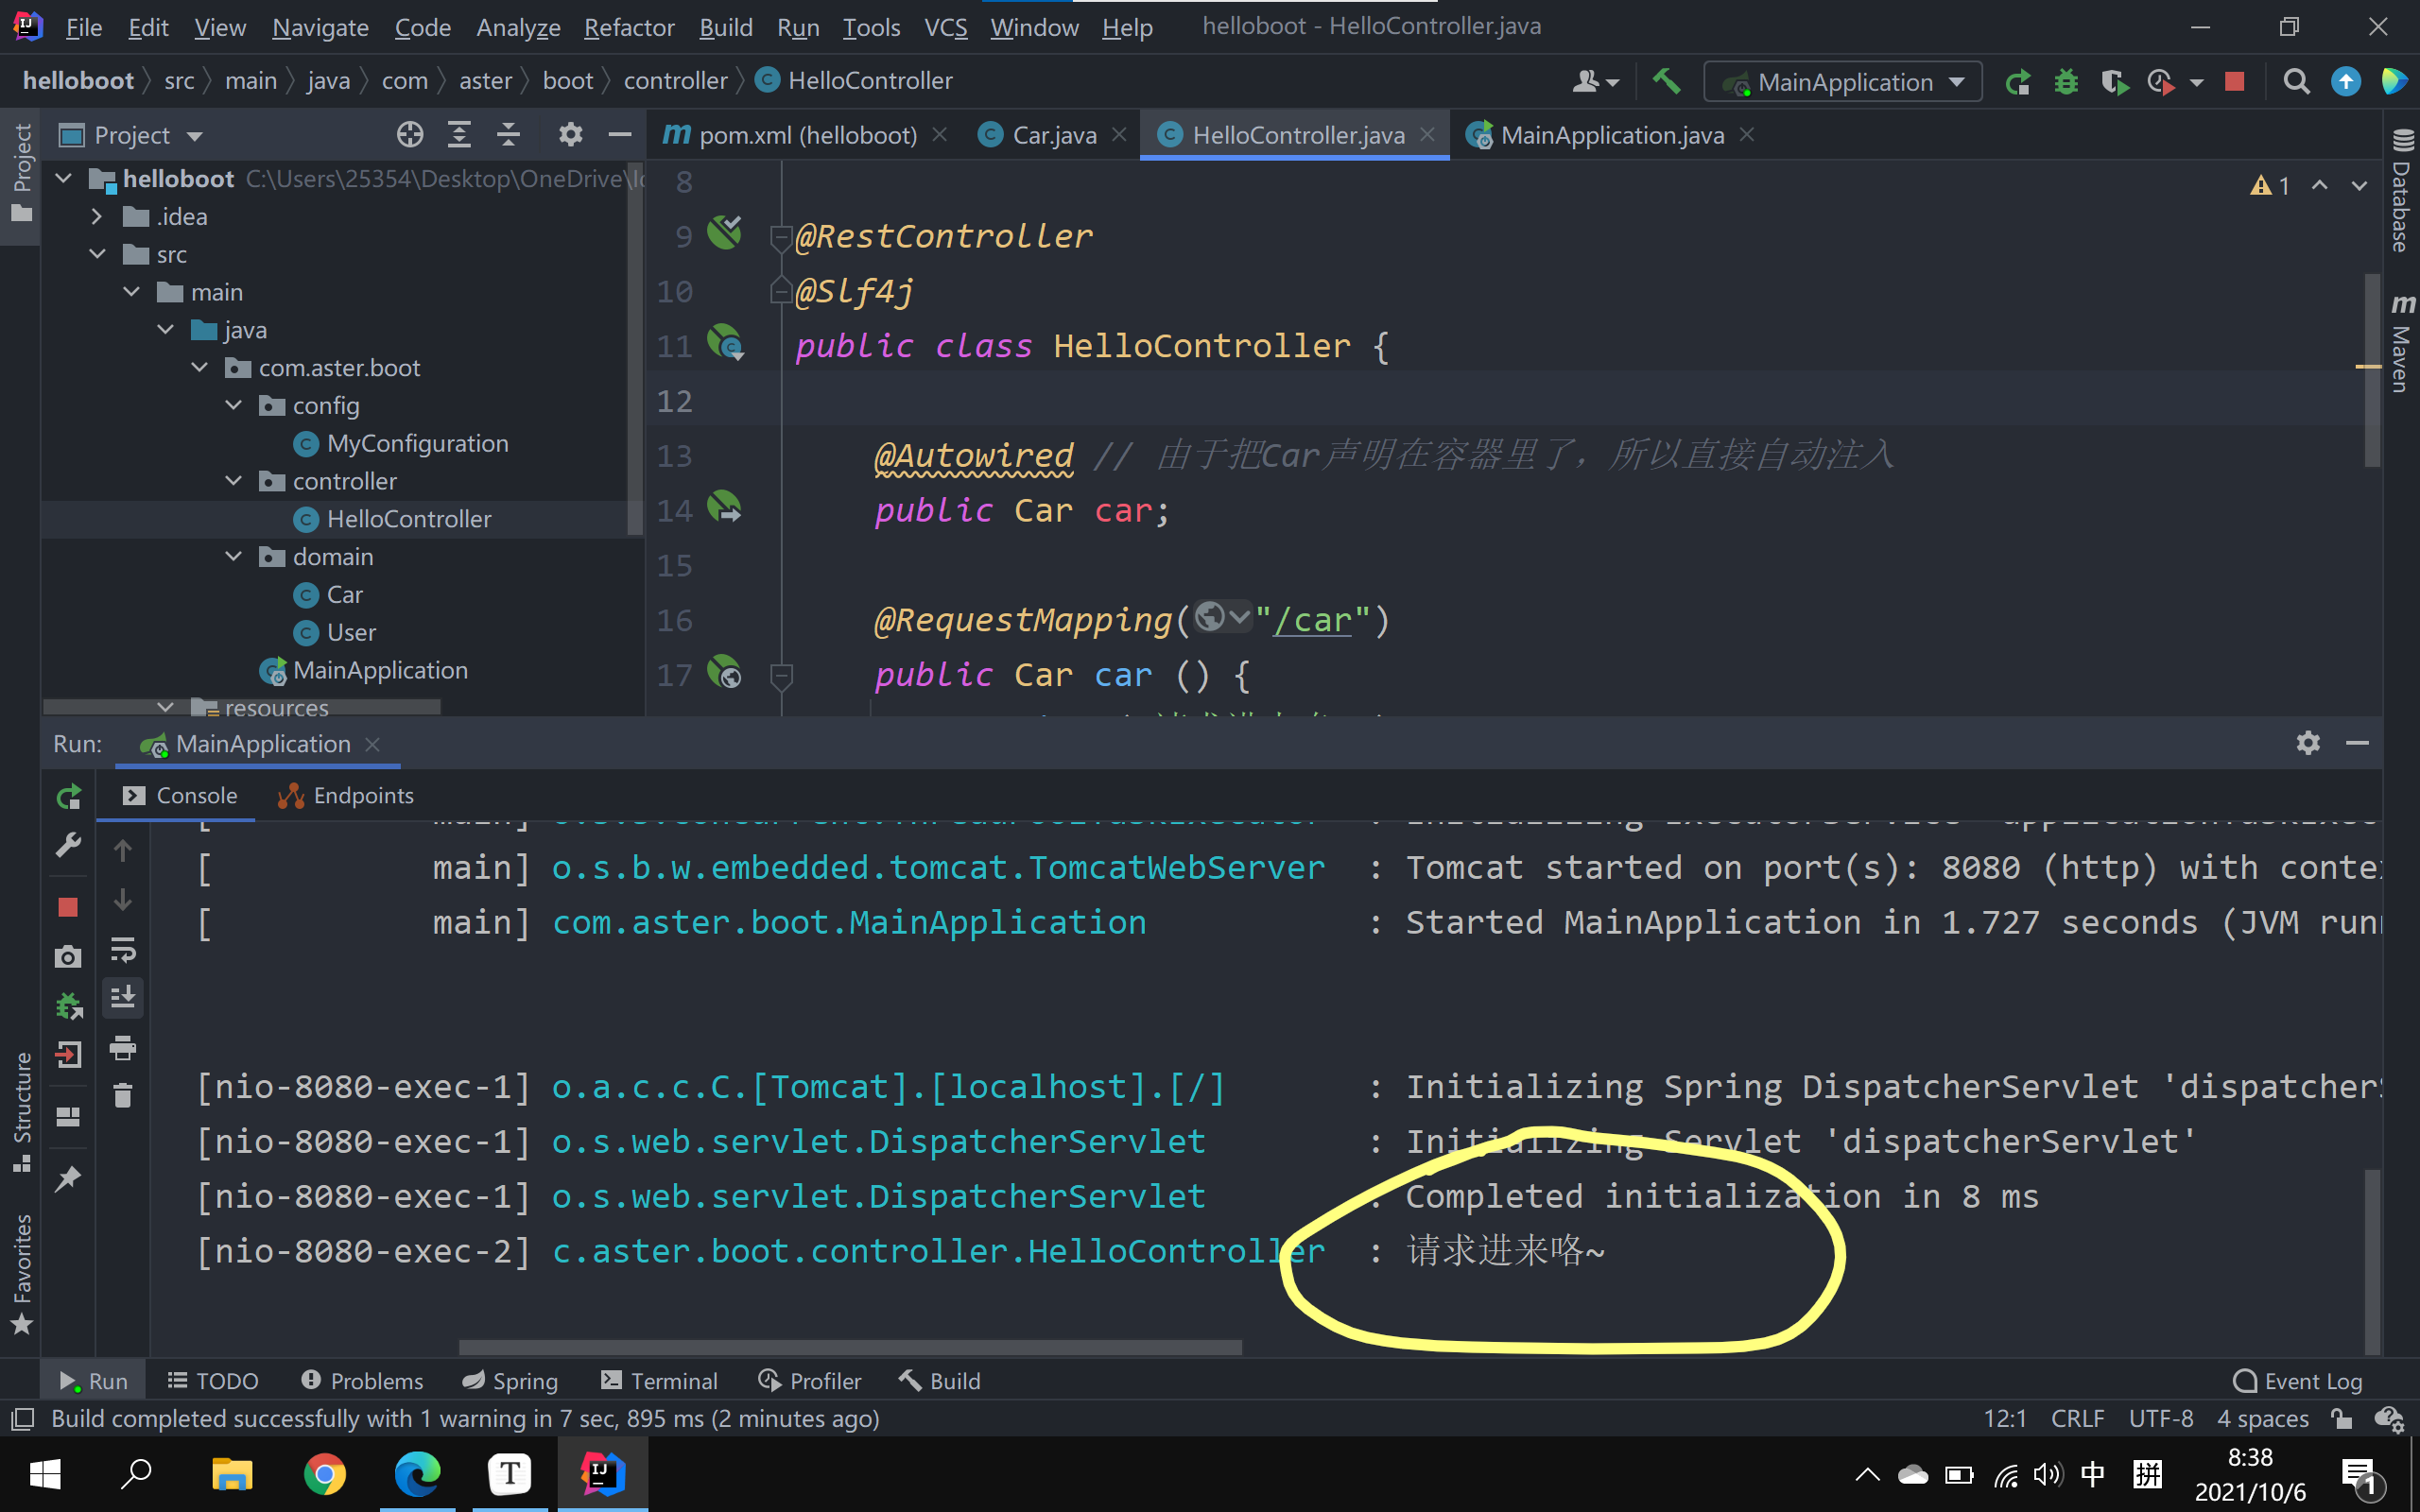 File Edit View Navigate Code Analyze Refactor Build Run Tools VCS Window Help helloboot - HelloController.java
helloboot src main java com aster boot controller HelloController MainApplication
Project
Project
pom.xml (helloboot) Car.java HelloController.java MainApplication.java
helloboot C:\Users\25354\Desktop\OneDrive\
.idea
src
main
java
com.aster.boot
config
MyConfiguration
controller
HelloController
domain
Car
User
MainApplication
resources
8
9 @RestController
10 @Slf4j
11 public class HelloController {
12
13 @Autowired // 由于把Car声明在容器里了，所以直接自动注入
14 public Car car;
15
16 @RequestMapping("/car")
17 public Car car () {
1
Database
Maven
Run: MainApplication
Console Endpoints
[ main] o.s.b.w.embedded.tomcat.TomcatWebServer : Tomcat started on port(s): 8080 (http) with conte
[ main] com.aster.boot.MainApplication : Started MainApplication in 1.727 seconds (JVM run
[nio-8080-exec-1] o.a.c.c.C.[Tomcat].[localhost].[/] : Initializing Spring DispatcherServlet 'dispatcher
[nio-8080-exec-1] o.s.web.servlet.DispatcherServlet : Initializing Servlet 'dispatcherServlet'
[nio-8080-exec-1] o.s.web.servlet.DispatcherServlet : Completed initialization in 8 ms
[nio-8080-exec-2] c.aster.boot.controller.HelloController : 请求进来咯~
Structure
Favorites
Run TODO Problems Spring Terminal Profiler Build Event Log
Build completed successfully with 1 warning in 7 sec, 895 ms (2 minutes ago) 12:1 CRLF UTF-8 4 spaces
中 拼 8:38
2021/10/6
1